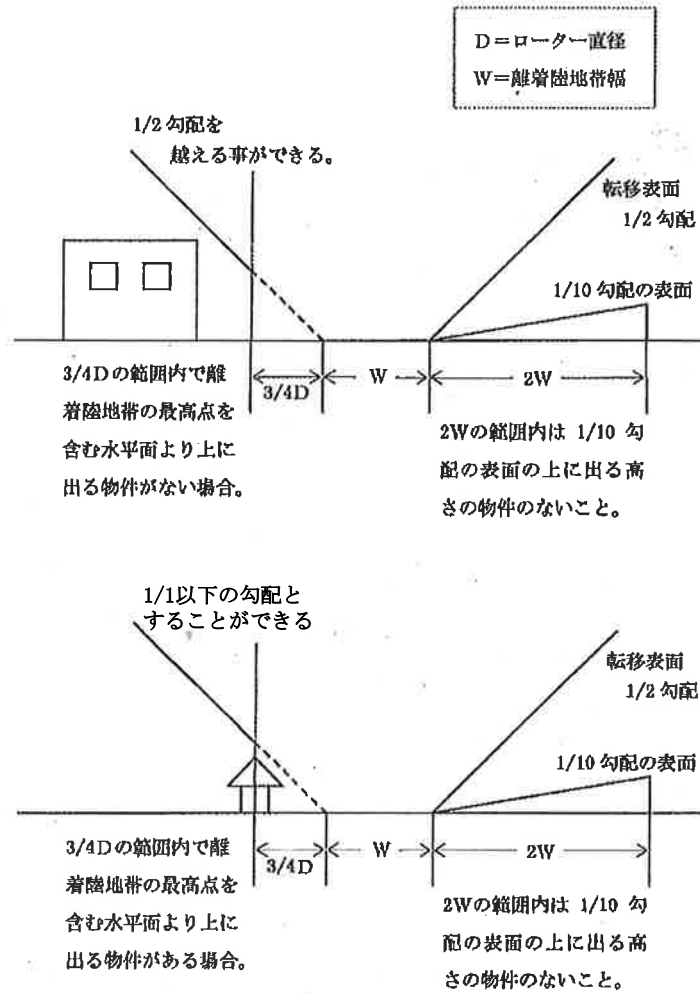 D=ローター直径
W=離着陸地帯幅
1/2 勾配を
越える事ができる。
転移表面
1/2 勾配
1/10 勾配の表面
3/4D
W
2W
3/4Dの範囲内で離
着陸地帯の最高点を
含む水平面より上に
出る物件がない場合。
2Wの範囲内は 1/10 勾
配の表面の上に出る高
さの物件のないこと。
1/1以下の勾配と
することができる
転移表面
1/2 勾配
1/10 勾配の表面
3/4D
W
2W
3/4Dの範囲内で離
着陸地帯の最高点を
含む水平面より上に
出る物件がある場合。
2Wの範囲内は 1/10 勾
配の表面の上に出る高
さの物件のないこと。